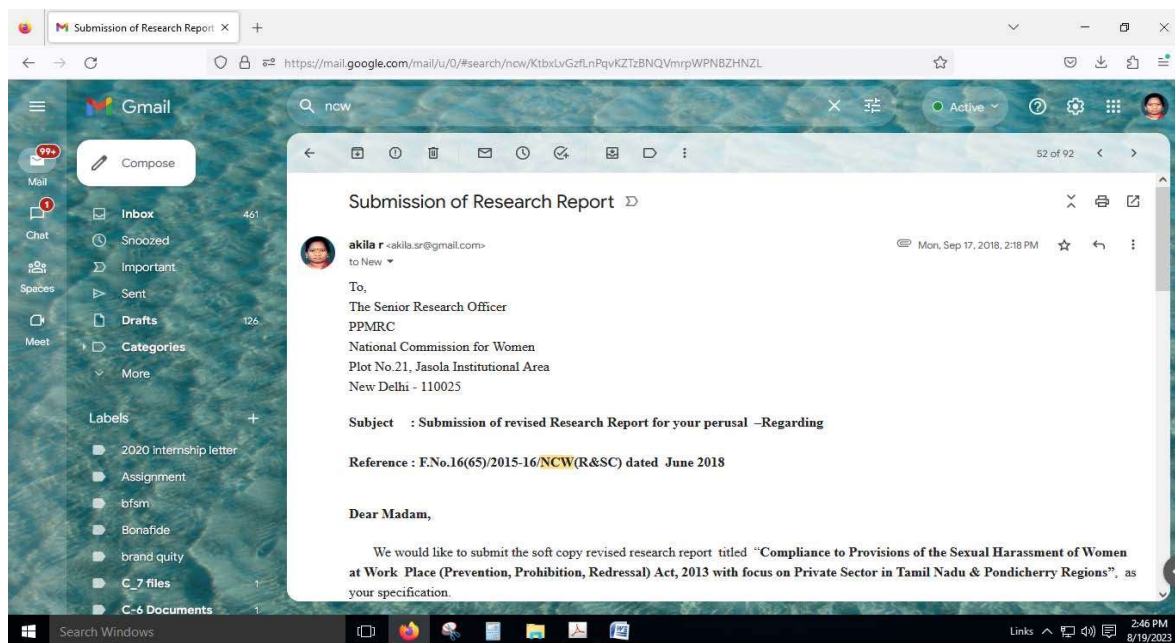 Submission of Research Report
https://mail.google.com/mail/u/0/#search/ncw/KtbxLvGzfLnPqvKZTzBNQVmrpWPNBZHNZL
Gmail
ncw
Active
99+
Mail
1
Chat
Spaces
Meet
Compose
Inbox 461
Snoozed
Important
Sent
Drafts 126
Categories
More
Labels
2020 internship letter
Assignment
bfsm
Bonafide
brand quity
C_7 files 1
C-6 Documents 1
52 of 92
Submission of Research Report
akila r <akila.sr@gmail.com>
Mon, Sep 17, 2018, 2:18 PM
to New
To,
The Senior Research Officer
PPMRC
National Commission for Women
Plot No.21, Jasola Institutional Area
New Delhi - 110025
Subject : Submission of revised Research Report for your perusal –Regarding
Reference : F.No.16(65)/2015-16/NCW(R&SC) dated June 2018
Dear Madam,
We would like to submit the soft copy revised research report titled “Compliance to Provisions of the Sexual Harassment of Women
at Work Place (Prevention, Prohibition, Redressal) Act, 2013 with focus on Private Sector in Tamil Nadu & Pondicherry Regions”, as
your specification.
Search Windows
Links
2:46 PM
8/19/2023